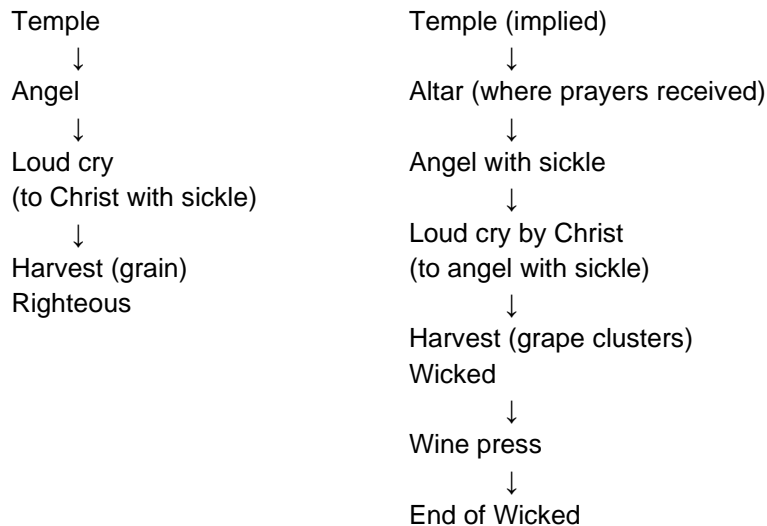 Temple
↓
Angel
↓
Loud cry
(to Christ with sickle)
↓
Harvest (grain)
Righteous
Temple (implied)
↓
Altar (where prayers received)
↓
Angel with sickle
↓
Loud cry by Christ
(to angel with sickle)
↓
Harvest (grape clusters)
Wicked
↓
Wine press
↓
End of Wicked